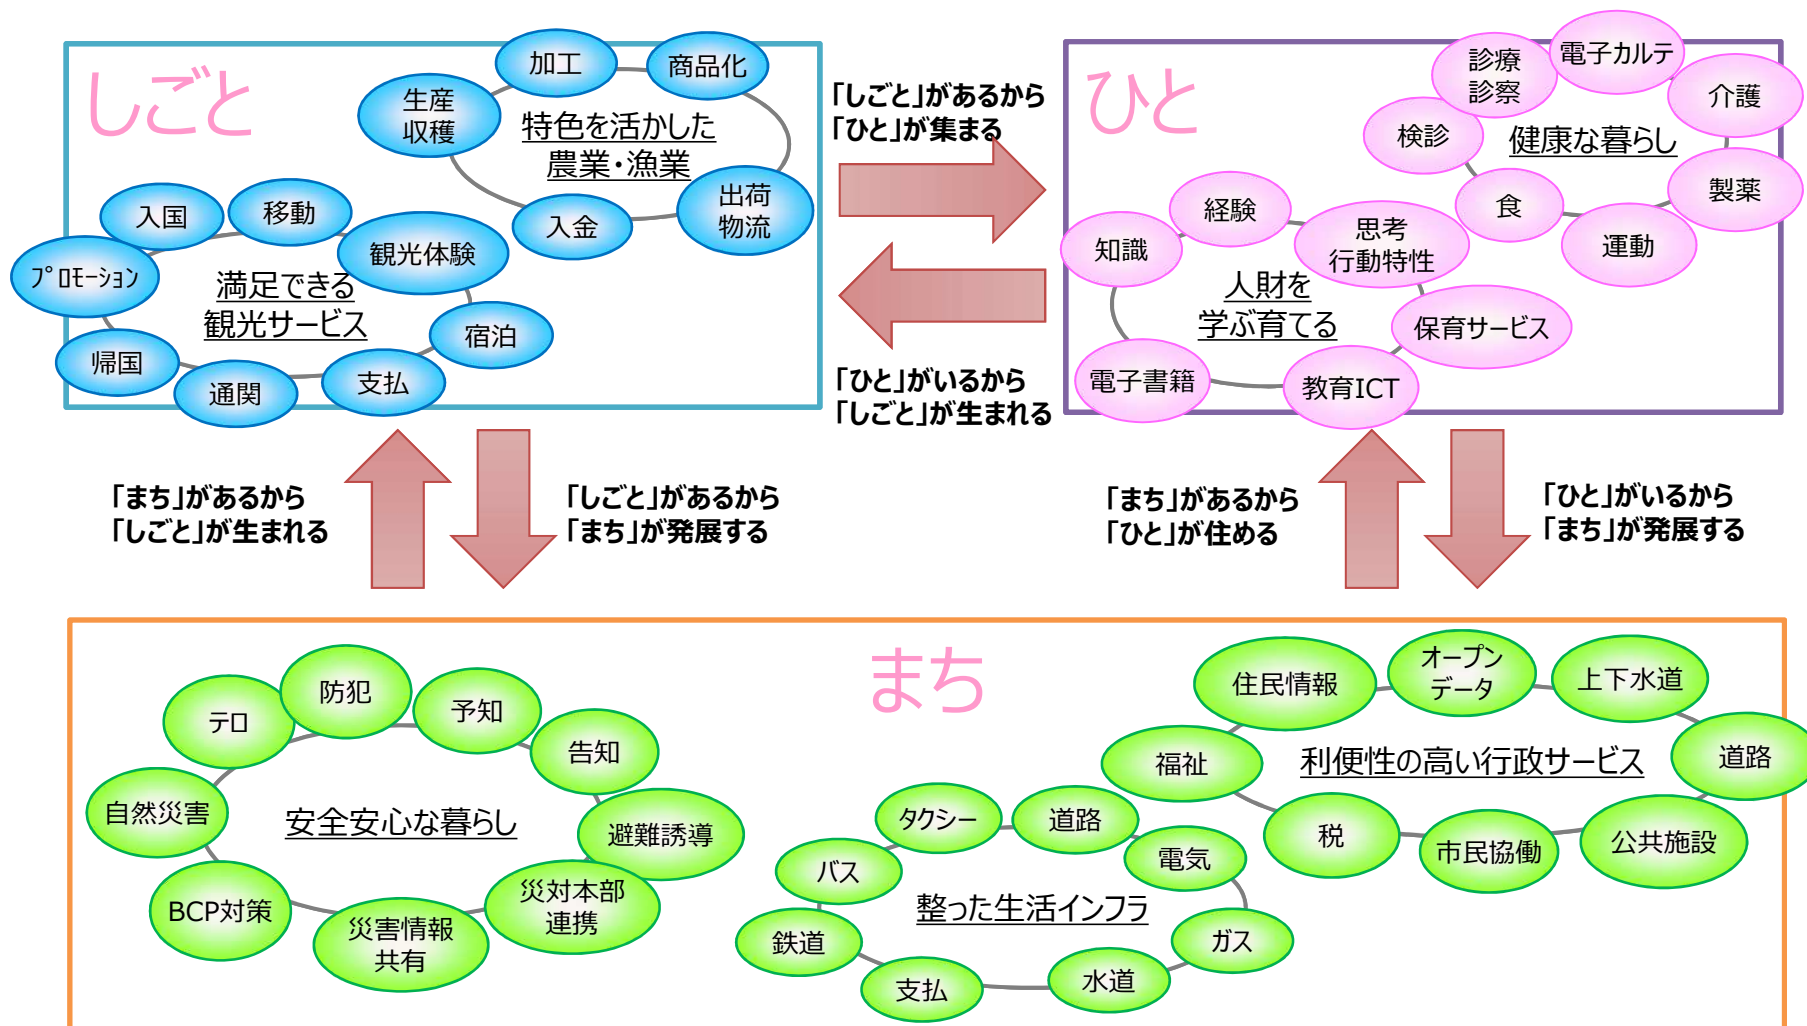 しごと
加工
商品化
生産
収穫
特色を活かした
農業・漁業
出荷
物流
入金
入国
移動
観光体験
プロモーション
満足できる
観光サービス
宿泊
帰国
通関
支払
「しごと」があるから
「ひと」が集まる
「ひと」がいるから
「しごと」が生まれる
ひと
診療
診察
電子カルテ
介護
検診
健康な暮らし
製薬
食
運動
経験
知識
思考
行動特性
人財を
学ぶ育てる
保育サービス
電子書籍
教育ICT
「まち」があるから
「しごと」が生まれる
「しごと」があるから
「まち」が発展する
「まち」があるから
「ひと」が住める
「ひと」がいるから
「まち」が発展する
まち
テロ
防犯
予知
告知
自然災害
安全安心な暮らし
避難誘導
BCP対策
災害情報
共有
災対本部
連携
タクシー
道路
バス
電気
整った生活インフラ
鉄道
ガス
支払
水道
住民情報
オープン
データ
上下水道
福祉
利便性の高い行政サービス
道路
税
市民協働
公共施設